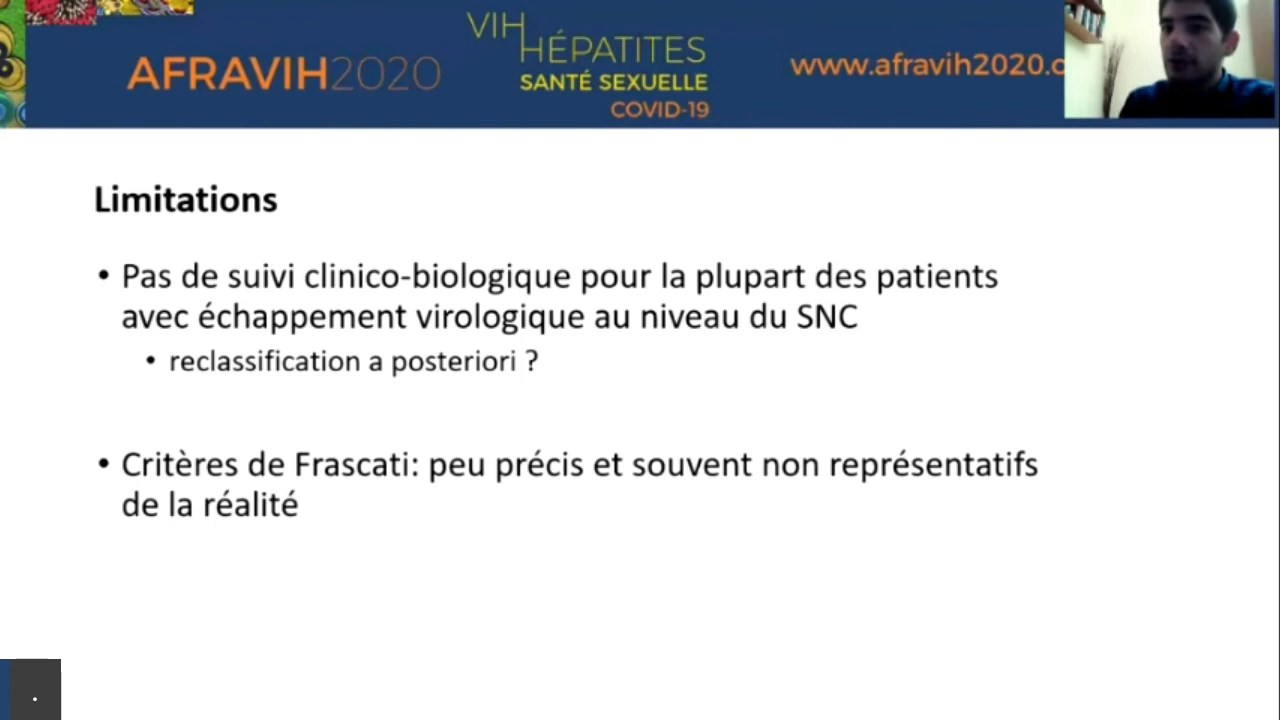 VIH
HÉPATITES
AFRAVIH2020
SANTÉ SEXUELLE
COVID-19
www.afravih2020.c
Limitations
• Pas de suivi clinico-biologique pour la plupart des patients
avec échappement virologique au niveau du SNC
• reclassification a posteriori ?
• Critères de Frascati: peu précis et souvent non représentatifs
de la réalité